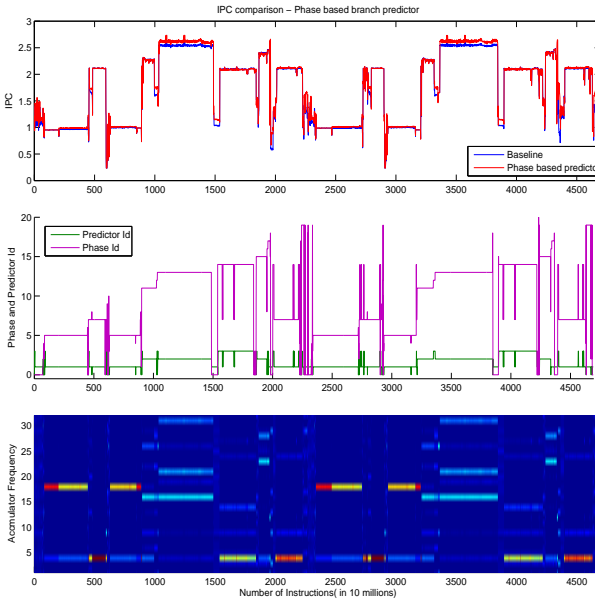 IPC comparison − Phase based branch predictor
3
2.5
2
1.5
1
0.5
0
IPC
Baseline
Phase based predictor
0 500 1000 1500 2000 2500 3000 3500 4000 4500
20
15
10
5
0
Phase and Predictor Id
Predictor Id
Phase Id
0 500 1000 1500 2000 2500 3000 3500 4000 4500
30
25
20
15
10
5
Accmulator Frequency
0 500 1000 1500 2000 2500 3000 3500 4000 4500
Number of Instructions( in 10 millions)